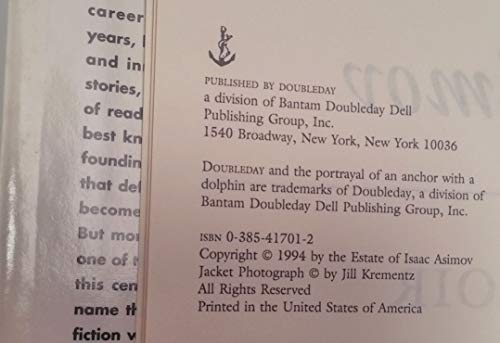 career
years,
and in
stories,
of read
best kn
foundin
that de
become
But mo
one of
this cen
name th
fiction
PUBLISHED BY DOUBLEDAY
a division of Bantam Doubleday Dell
Publishing Group, Inc.
1540 Broadway, New York, New York 10036
DOUBLEDAY and the portrayal of an anchor with a
dolphin are trademarks of Doubleday, a division of
Bantam Doubleday Dell Publishing Group, Inc.
ISBN 0-385-41701-2
Copyright © 1994 by the Estate of Isaac Asimov
Jacket Photograph © by Jill Krementz
All Rights Reserved
Printed in the United States of America